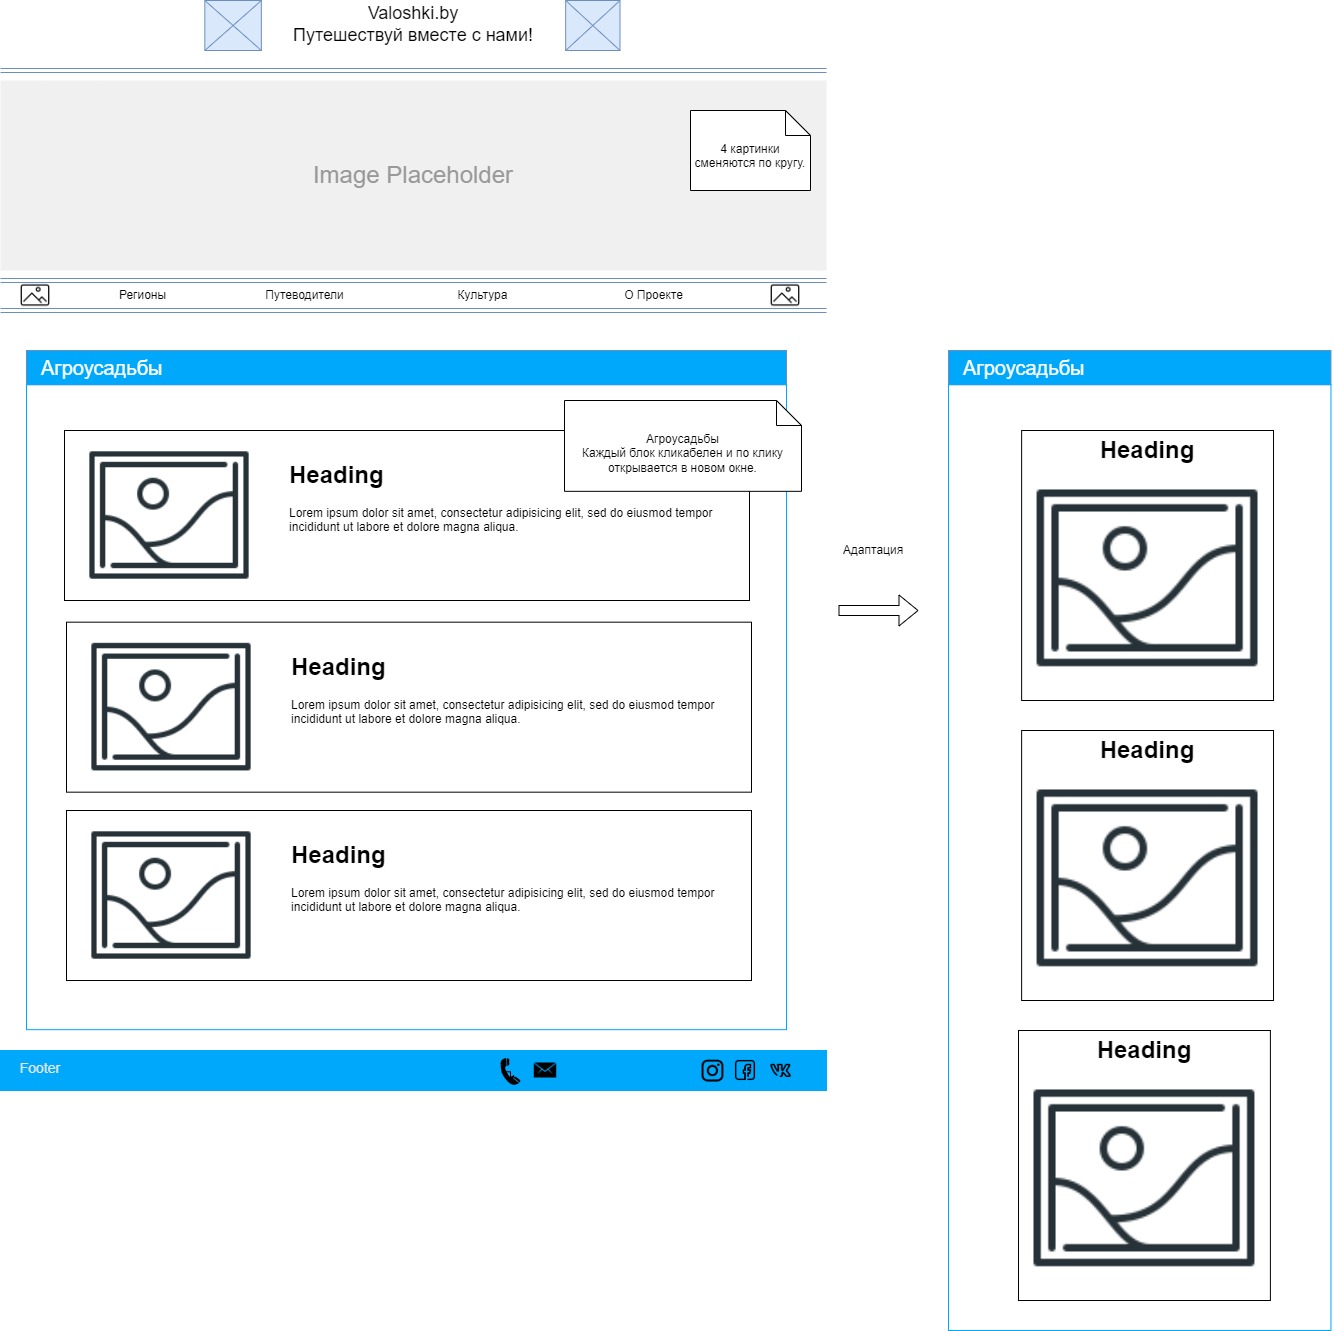 Valoshki.by
Путешествуй вместе с нами!
Image Placeholder
4 картинки
сменяются по кругу.
Регионы
Путеводители
Культура
О Проекте
Агроусадьбы
Агроусадьбы
Каждый блок кликабелен и по клику
открывается в новом окне.
Heading
Lorem ipsum dolor sit amet, consectetur adipisicing elit, sed do eiusmod tempor
incididunt ut labore et dolore magna aliqua.
Heading
Lorem ipsum dolor sit amet, consectetur adipisicing elit, sed do eiusmod tempor
incididunt ut labore et dolore magna aliqua.
Heading
Lorem ipsum dolor sit amet, consectetur adipisicing elit, sed do eiusmod tempor
incididunt ut labore et dolore magna aliqua.
Footer
Адаптация
Агроусадьбы
Heading
Heading
Heading